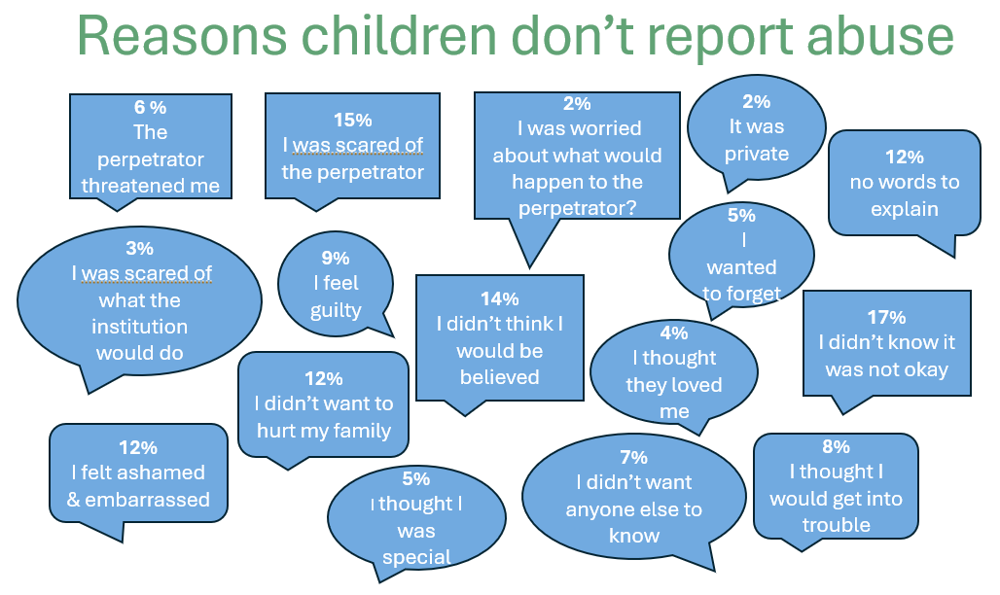 Reasons children don't report abuse
6 %
The
perpetrator
threatened me
15%
I was scared of
the perpetrator
2%
I was worried
about what would
happen to the
perpetrator?
2%
It was
private
12%
no words to
explain
3%
I was scared of
what the
institution
would do
9%
I feel
guilty
14%
I didn't think I
would be
believed
5%
I
wanted
to forget
4%
I thought
they loved
me
17%
I didn't know it
was not okay
12%
I didn't want to
hurt my family
12%
I felt ashamed
& embarrassed
5%
I thought I
was
special
7%
I didn't want
anyone else to
know
8%
I thought I
would get into
trouble